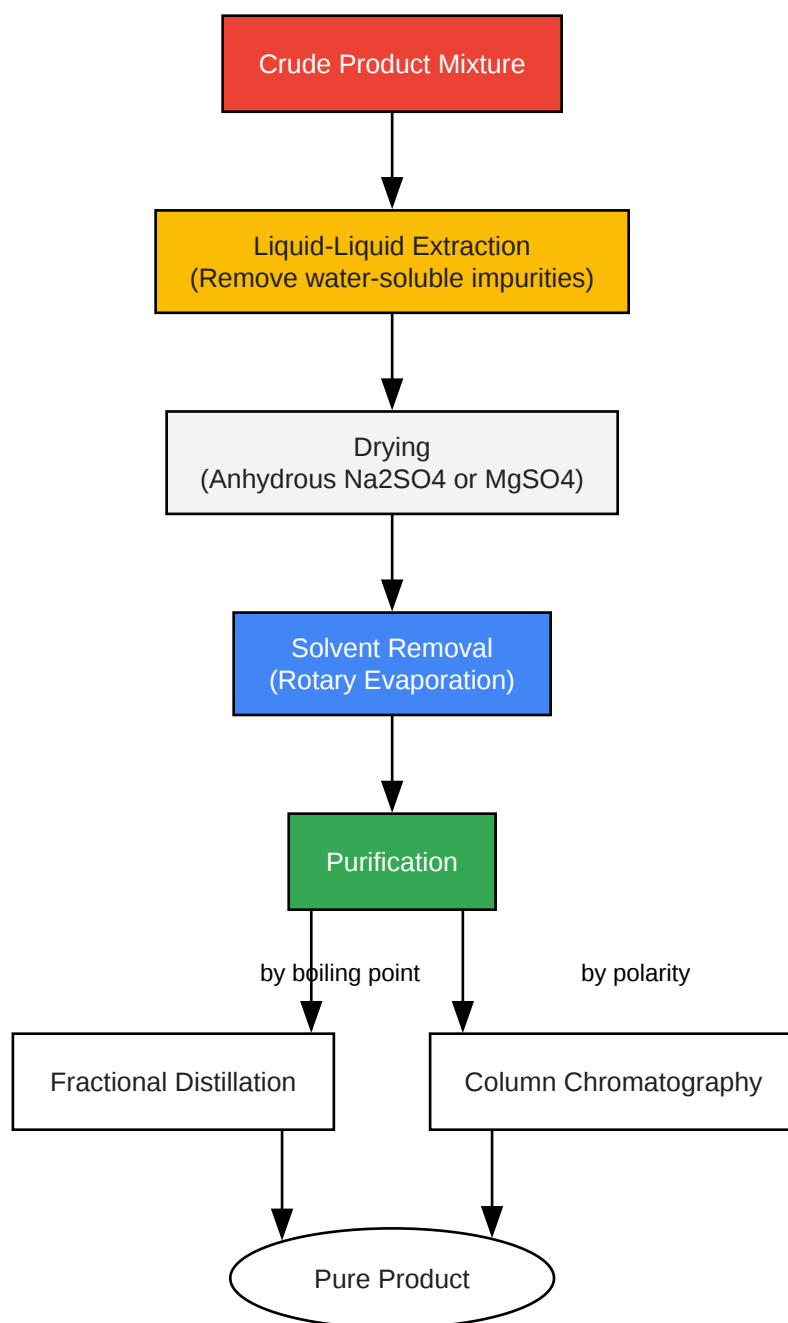 Crude Product Mixture
Liquid-Liquid Extraction
(Remove water-soluble impurities)
Drying
(Anhydrous Na2SO4 or MgSO4)
Solvent Removal
(Rotary Evaporation)
Purification
by boiling point
by polarity
Fractional Distillation
Column Chromatography
Pure Product